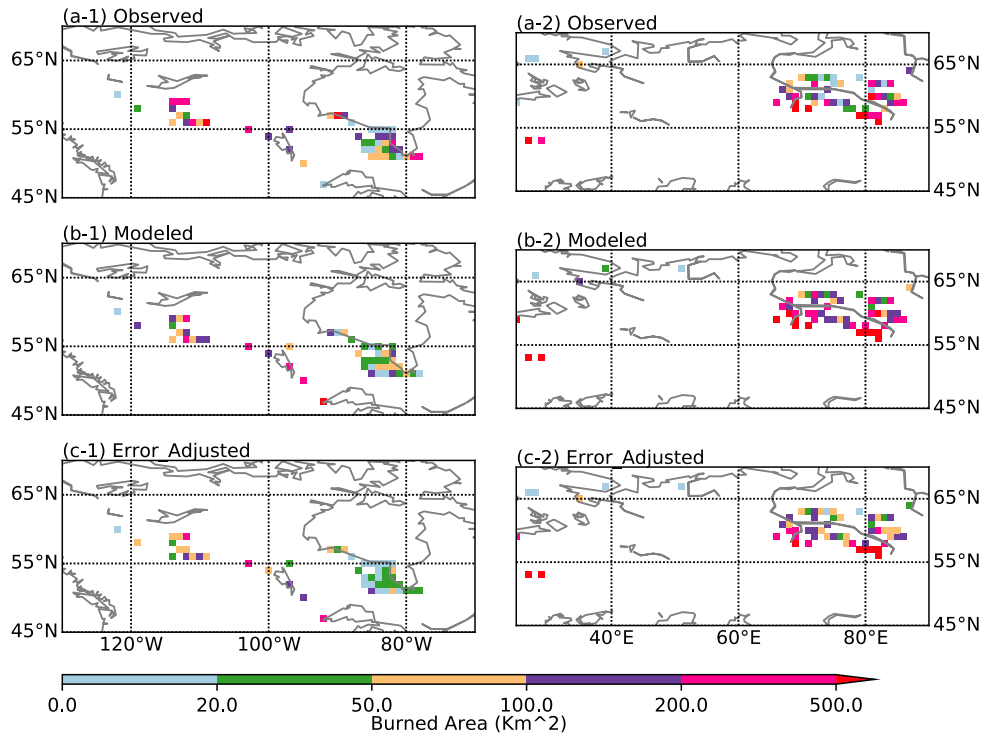 (a-1) Observed
65°N
55°N
45°N
(a-2) Observed
65°N
55°N
45°N
(b-1) Modeled
65°N
55°N
45°N
(b-2) Modeled
65°N
55°N
45°N
(c-1) Error_Adjusted
65°N
55°N
45°N
120°W 100°W 80°W
(c-2) Error_Adjusted
65°N
55°N
45°N
40°E 60°E 80°E
0.0 20.0 50.0 100.0 200.0 500.0
Burned Area (Km^2)